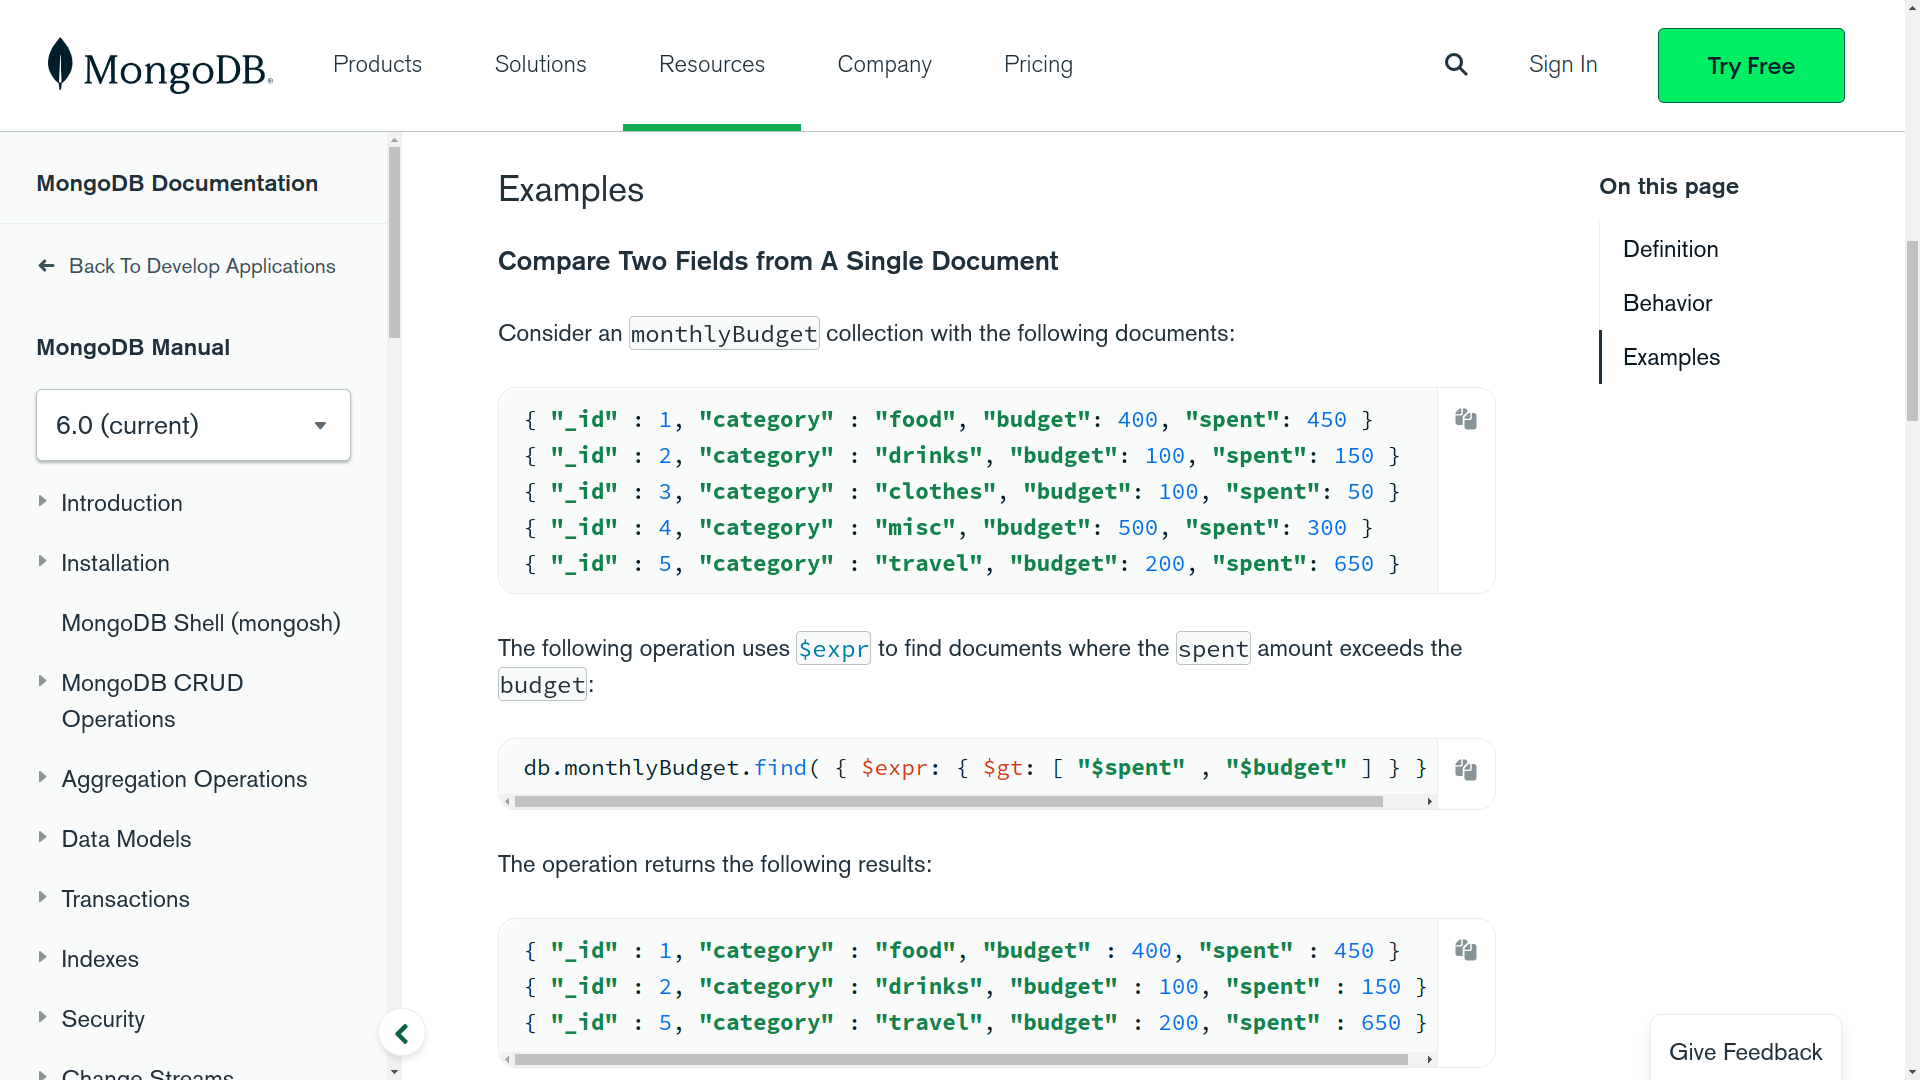 MongoDB®
Products
Solutions
Resources
Company
Pricing
Sign In
Try Free
MongoDB Documentation
Back To Develop Applications
MongoDB Manual
6.0 (current)
Introduction
Installation
MongoDB Shell (mongosh)
MongoDB CRUD
Operations
Aggregation Operations
Data Models
Transactions
Indexes
Security
Change Streams
Examples
Compare Two Fields from A Single Document
Consider an monthlyBudget collection with the following documents:
{ "_id" : 1, "category" : "food", "budget": 400, "spent": 450 }
{ "_id" : 2, "category" : "drinks", "budget": 100, "spent": 150 }
{ "_id" : 3, "category" : "clothes", "budget": 100, "spent": 50 }
{ "_id" : 4, "category" : "misc", "budget": 500, "spent": 300 }
{ "_id" : 5, "category" : "travel", "budget": 200, "spent": 650 }
The following operation uses $expr to find documents where the spent amount exceeds the
budget:
db.monthlyBudget.find( { $expr: { $gt: [ "$spent" , "$budget" ] } }
The operation returns the following results:
{ "_id" : 1, "category" : "food", "budget" : 400, "spent" : 450 }
{ "_id" : 2, "category" : "drinks", "budget" : 100, "spent" : 150 }
{ "_id" : 5, "category" : "travel", "budget" : 200, "spent" : 650 }
On this page
Definition
Behavior
Examples
Give Feedback